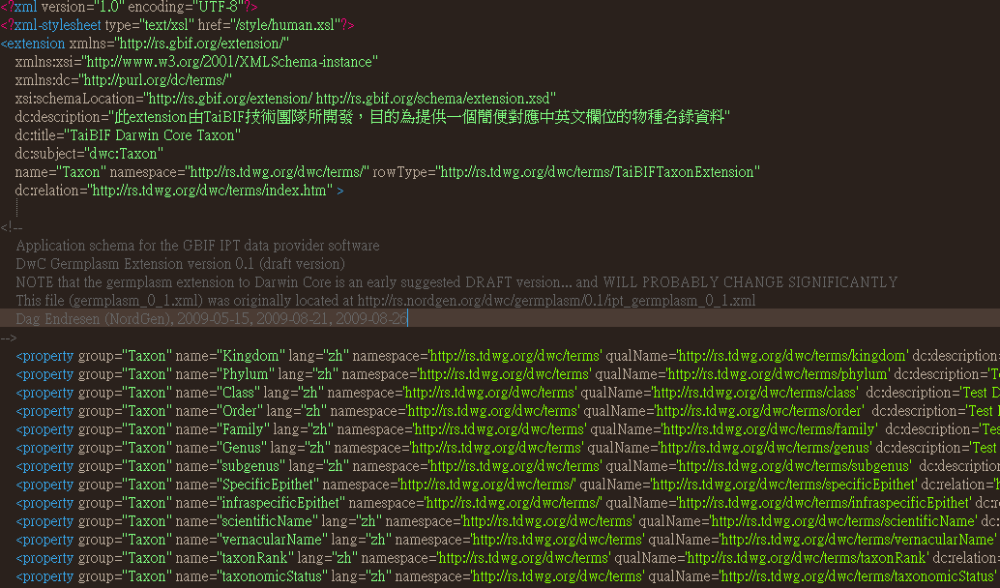 <?xml version="1.0" encoding="UTF-8"?>
<?xml-stylesheet type="text/xsl" href="/style/human.xsl"?>
<extension xmlns="http://rs.gbif.org/extension/"
xmlns:xsi="http://www.w3.org/2001/XMLSchema-instance"
xmlns:dc="http://purl.org/dc/terms/"
xsi:schemaLocation="http://rs.gbif.org/extension/ http://rs.gbif.org/schema/extension.xsd"
dc:description="此extension由TaiBIF技術團隊所開發，目的為提供一個簡便對應中英文欄位的物種名錄資料"
dc:title="TaiBIF Darwin Core Taxon"
dc:subject="dwc:Taxon"
name="Taxon" namespace="http://rs.tdwg.org/dwc/terms/" rowType="http://rs.tdwg.org/dwc/terms/TaiBIFTaxonExtension"
dc:relation="http://rs.tdwg.org/dwc/terms/index.htm" >
<!--
Application schema for the GBIF IPT data provider software
DwC Germplasm Extension version 0.1 (draft version)
NOTE that the germplasm extension to Darwin Core is an early suggested DRAFT version... and WILL PROBABLY CHANGE SIGNIFICANTLY
This file (germplasm_0_1.xml) was originally located at http://rs.nordgen.org/dwc/germplasm/0.1/ipt_germplasm_0_1.xml
Dag Endresen (NordGen), 2009-05-15, 2009-08-21, 2009-08-26
-->
<property group="Taxon" name="Kingdom" lang="zh" namespace='http://rs.tdwg.org/dwc/terms' qualName='http://rs.tdwg.org/dwc/terms/kingdom' dc:description=
<property group="Taxon" name="Phylum" lang="zh" namespace='http://rs.tdwg.org/dwc/terms' qualName='http://rs.tdwg.org/dwc/terms/phylum' dc:description='Te
<property group="Taxon" name="Class" lang="zh" namespace='http://rs.tdwg.org/dwc/terms' qualName='http://rs.tdwg.org/dwc/terms/class' dc:description='Test D
<property group="Taxon" name="Order" lang="zh" namespace='http://rs.tdwg.org/dwc/terms' qualName='http://rs.tdwg.org/dwc/terms/order' dc:description='Test
<property group="Taxon" name="Family" lang="zh" namespace='http://rs.tdwg.org/dwc/terms' qualName='http://rs.tdwg.org/dwc/terms/family' dc:description='Tes
<property group="Taxon" name="Genus" lang="zh" namespace='http://rs.tdwg.org/dwc/terms' qualName='http://rs.tdwg.org/dwc/terms/genus' dc:description='Test
<property group="Taxon" name="subgenus" lang="zh" namespace='http://rs.tdwg.org/dwc/terms' qualName='http://rs.tdwg.org/dwc/terms/subgenus' dc:description=
<property group="Taxon" name="SpecificEpithet" namespace='http://rs.tdwg.org/dwc/terms/' qualName='http://rs.tdwg.org/dwc/terms/specificEpithet' dc:relation='h
<property group="Taxon" name="infraspecificEpithet" namespace='http://rs.tdwg.org/dwc/terms/' qualName='http://rs.tdwg.org/dwc/terms/infraspecificEpithet' dc:re
<property group="Taxon" name="scientificName" lang="zh" namespace='http://rs.tdwg.org/dwc/terms' qualName='http://rs.tdwg.org/dwc/terms/scientificName' dc:
<property group="Taxon" name="vernacularName" lang="zh" namespace='http://rs.tdwg.org/dwc/terms' qualName='http://rs.tdwg.org/dwc/terms/vernacularName'
<property group="Taxon" name="taxonRank" lang="zh" namespace='http://rs.tdwg.org/dwc/terms' qualName='http://rs.tdwg.org/dwc/terms/taxonRank' dc:relation=
<property group="Taxon" name="taxonomicStatus" lang="zh" namespace='http://rs.tdwg.org/dwc/terms' qualName='http://rs.tdwg.org/dwc/terms/taxonomicStatus